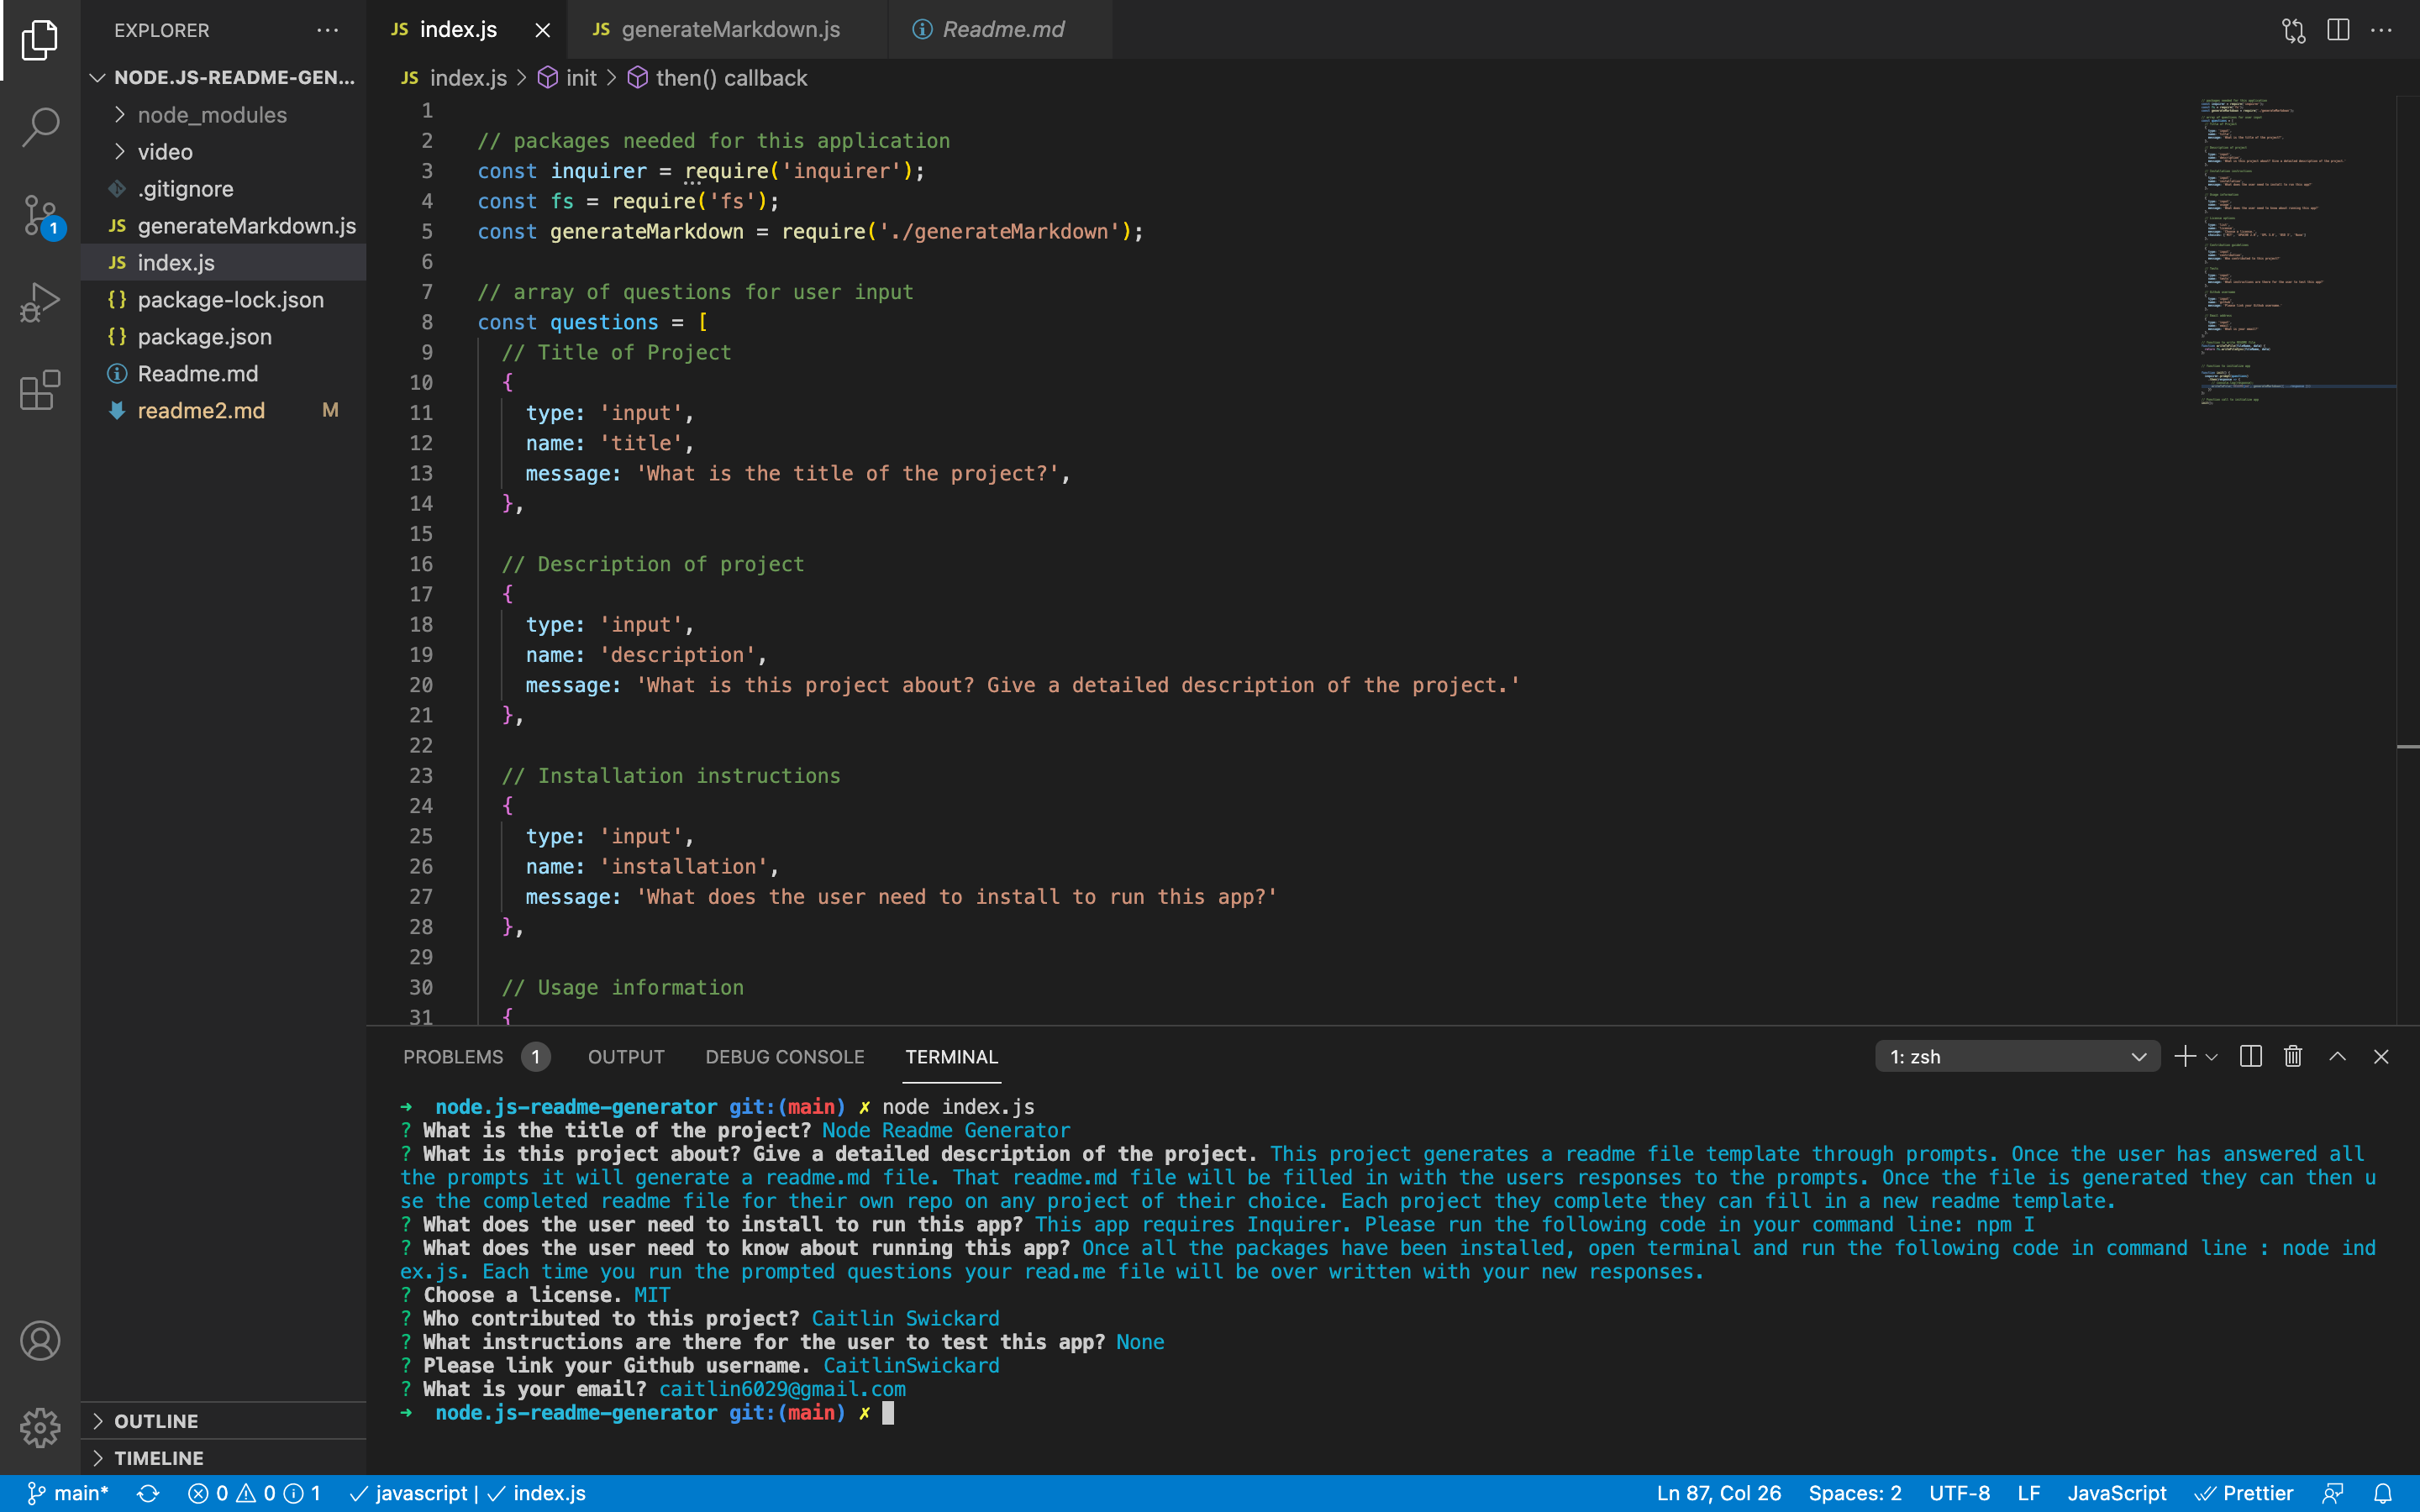 EXPLORER
NODE.JS-README-GEN...
node_modules
video
.gitignore
JS generateMarkdown.js
JS index.js
{} package-lock.json
{} package.json
Readme.md
readme2.md M
OUTLINE
TIMELINE
1
JS index.js
JS generateMarkdown.js
Readme.md
JS index.js > init > then() callback
1
2 // packages needed for this application
3 const inquirer = require('inquirer');
4 const fs = require('fs');
5 const generateMarkdown = require('./generateMarkdown');
6
7 // array of questions for user input
8 const questions = [
9 // Title of Project
10 {
11 type: 'input',
12 name: 'title',
13 message: 'What is the title of the project?',
14 },
15
16 // Description of project
17 {
18 type: 'input',
19 name: 'description',
20 message: 'What is this project about? Give a detailed description of the project.'
21 },
22
23 // Installation instructions
24 {
25 type: 'input',
26 name: 'installation',
27 message: 'What does the user need to install to run this app?'
28 },
29
30 // Usage information
31 {
PROBLEMS 1 OUTPUT DEBUG CONSOLE TERMINAL 1: zsh
➜ node.js-readme-generator git:(main) ✗ node index.js
? What is the title of the project? Node Readme Generator
? What is this project about? Give a detailed description of the project. This project generates a readme file template through prompts. Once the user has answered all
the prompts it will generate a readme.md file. That readme.md file will be filled in with the users responses to the prompts. Once the file is generated they can then u
se the completed readme file for their own repo on any project of their choice. Each project they complete they can fill in a new readme template.
? What does the user need to install to run this app? This app requires Inquirer. Please run the following code in your command line: npm I
? What does the user need to know about running this app? Once all the packages have been installed, open terminal and run the following code in command line : node ind
ex.js. Each time you run the prompted questions your read.me file will be over written with your new responses.
? Choose a license. MIT
? Who contributed to this project? Caitlin Swickard
? What instructions are there for the user to test this app? None
? Please link your Github username. CaitlinSwickard
? What is your email? caitlin6029@gmail.com
➜ node.js-readme-generator git:(main) ✗
main* 0 0 1 ✓ javascript | ✓ index.js Ln 87, Col 26 Spaces: 2 UTF-8 LF JavaScript Prettier